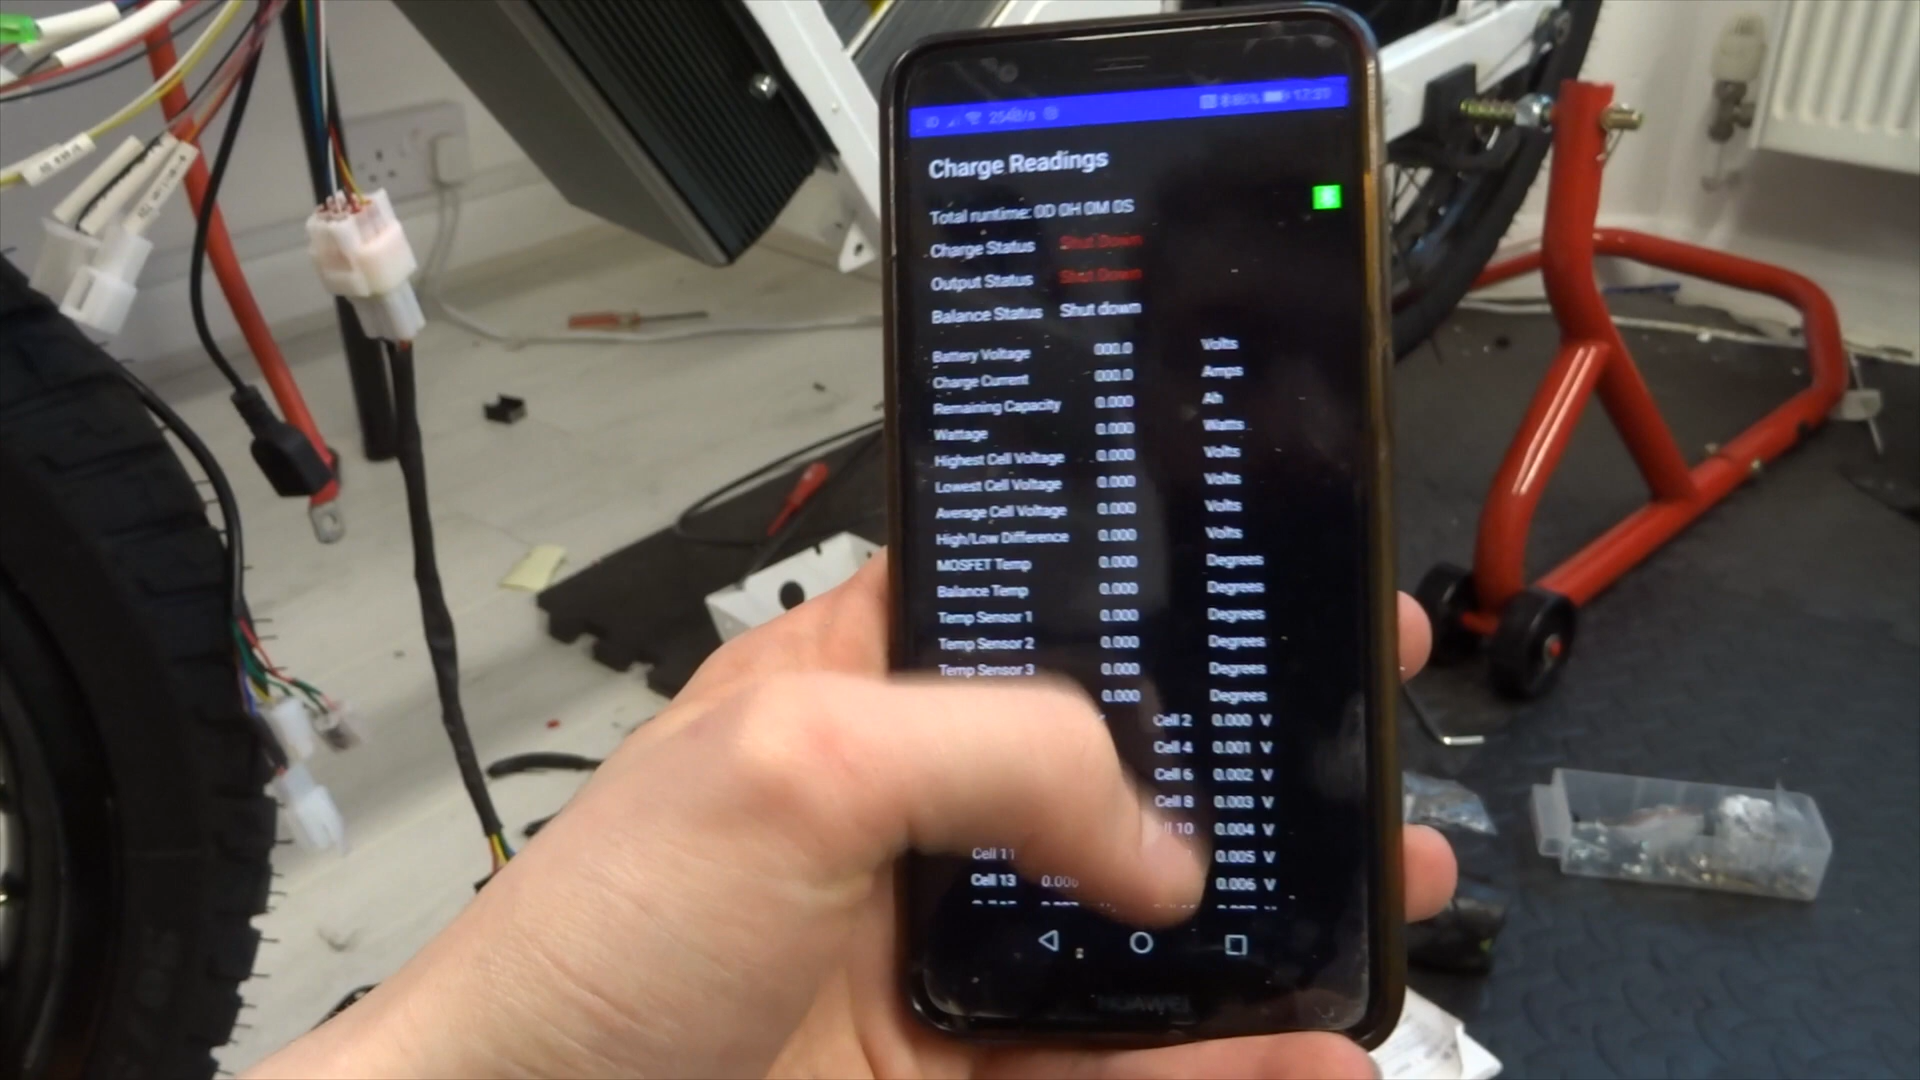 Charge Readings
Total runtime: 0D 0H 0M 0S
Charge Status Shut Down
Output Status Shut Down
Balance Status Shut down
Battery Voltage 000.0 Volts
Charge Current 000.0 Amps
Remaining Capacity 0.000 Ah
Wattage 0.000 Watts
Highest Cell Voltage 0.000 Volts
Lowest Cell Voltage 0.000 Volts
Average Cell Voltage 0.000 Volts
High/Low Difference 0.000 Volts
MOSFET Temp 0.000 Degrees
Balance Temp 0.000 Degrees
Temp Sensor 1 0.000 Degrees
Temp Sensor 2 0.000 Degrees
Temp Sensor 3 0.000 Degrees
0.000 Degrees
Cell 2 0.000 V
Cell 4 0.001 V
Cell 6 0.002 V
Cell 8 0.003 V
10 0.004 V
Cell 11 0.005 V
Cell 13 0.006 0.006 V
HUAWEI